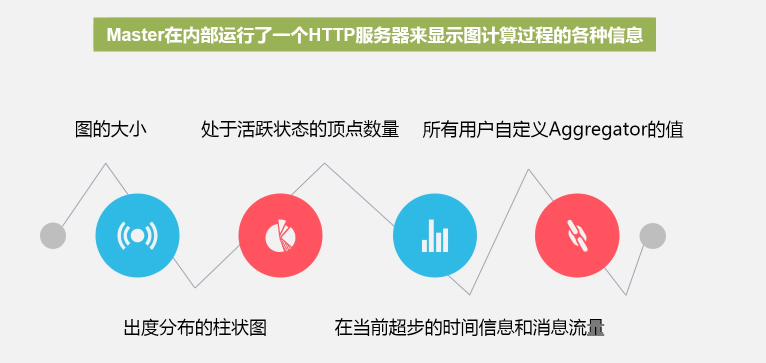 Master在内部运行了一个HTTP服务器来显示图计算过程的各种信息
图的大小
处于活跃状态的顶点数量
所有用户自定义Aggregator的值
出度分布的柱状图
在当前超步的时间信息和消息流量